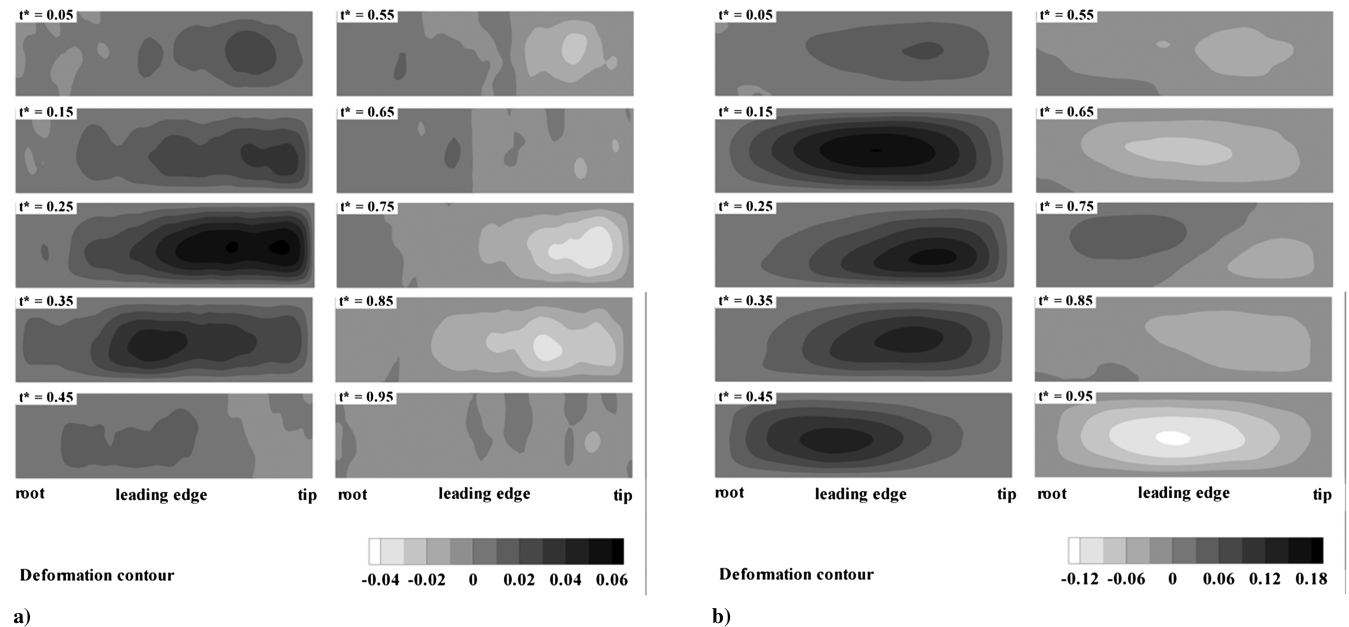 t* = 0.05
t* = 0.55
t* = 0.15
t* = 0.65
t* = 0.25
t* = 0.75
t* = 0.35
t* = 0.85
t* = 0.45
t* = 0.95
root leading edge tip
root leading edge tip
-0.04 -0.02 0 0.02 0.04 0.06
Deformation contour
a)
t* = 0.05
t* = 0.55
t* = 0.15
t* = 0.65
t* = 0.25
t* = 0.75
t* = 0.35
t* = 0.85
t* = 0.45
t* = 0.95
root leading edge tip
root leading edge tip
-0.12 -0.06 0 0.06 0.12 0.18
Deformation contour
b)